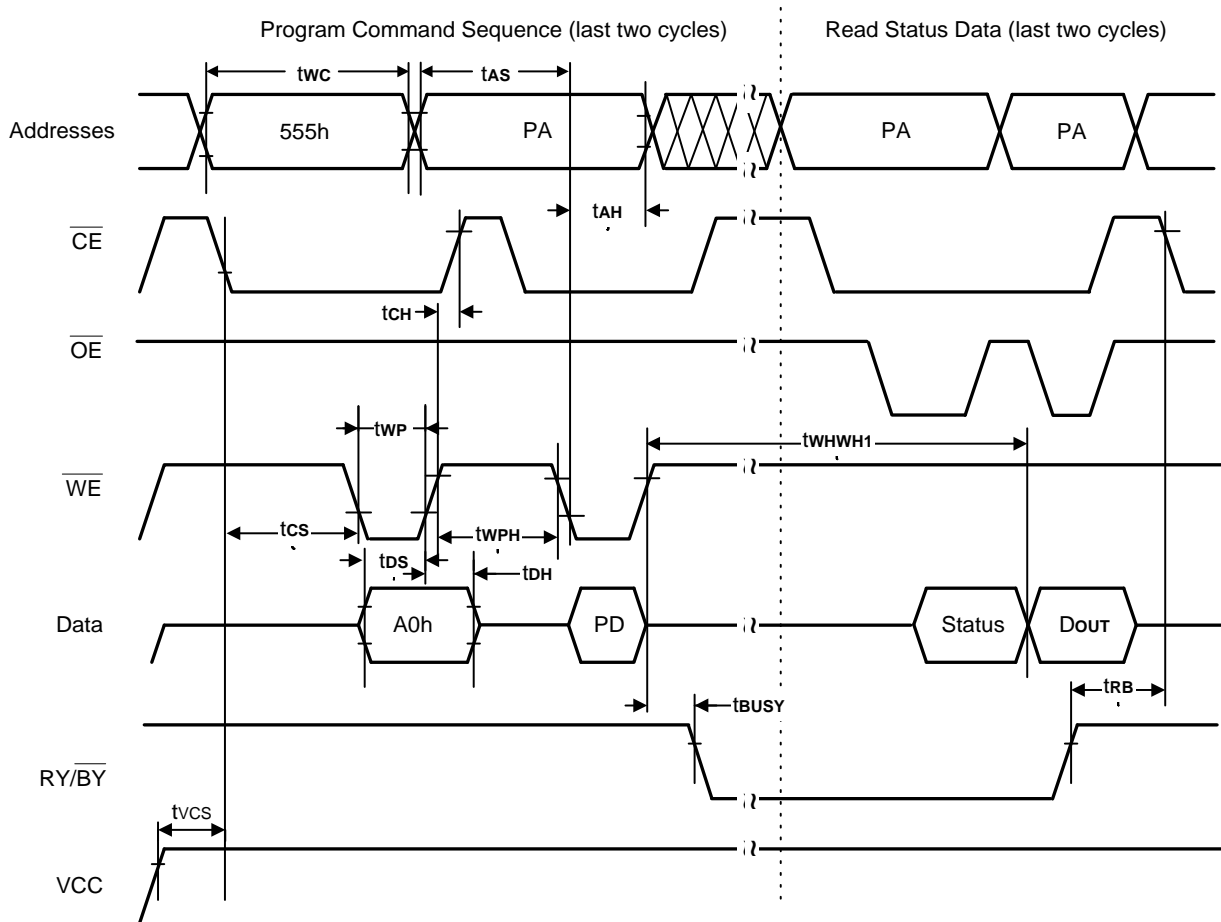 Program Command Sequence (last two cycles) Read Status Data (last two cycles)
tWC tAS
Addresses 555h PA PA PA
tAH
CE
tCH
OE
tWP tWHWH1
WE
tCS tWPH
tDS tDH
Data A0h PD Status DOUT
tBUSY tRB
RY/BY
tVCS
VCC